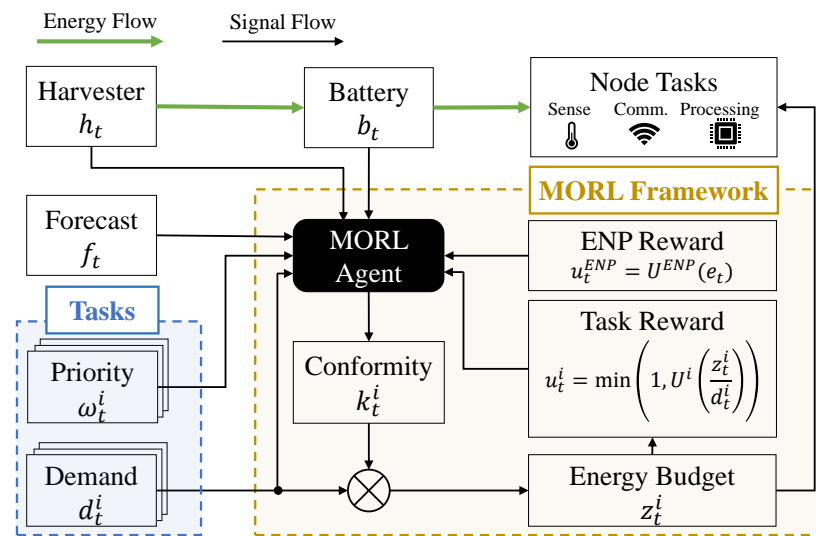 Energy Flow
Signal Flow
Harvester
h_t
Battery
b_t
Node Tasks
Sense Comm. Processing
MORL Framework
Forecast
f_t
MORL
Agent
ENP Reward
u_t^{ENP} = U^{ENP}(e_t)
Tasks
Priority
ω_t^i
Conformity
k_t^i
Task Reward
u_t^i = min(1, U^i(z_t^i / d_t^i))
Demand
d_t^i
Energy Budget
z_t^i